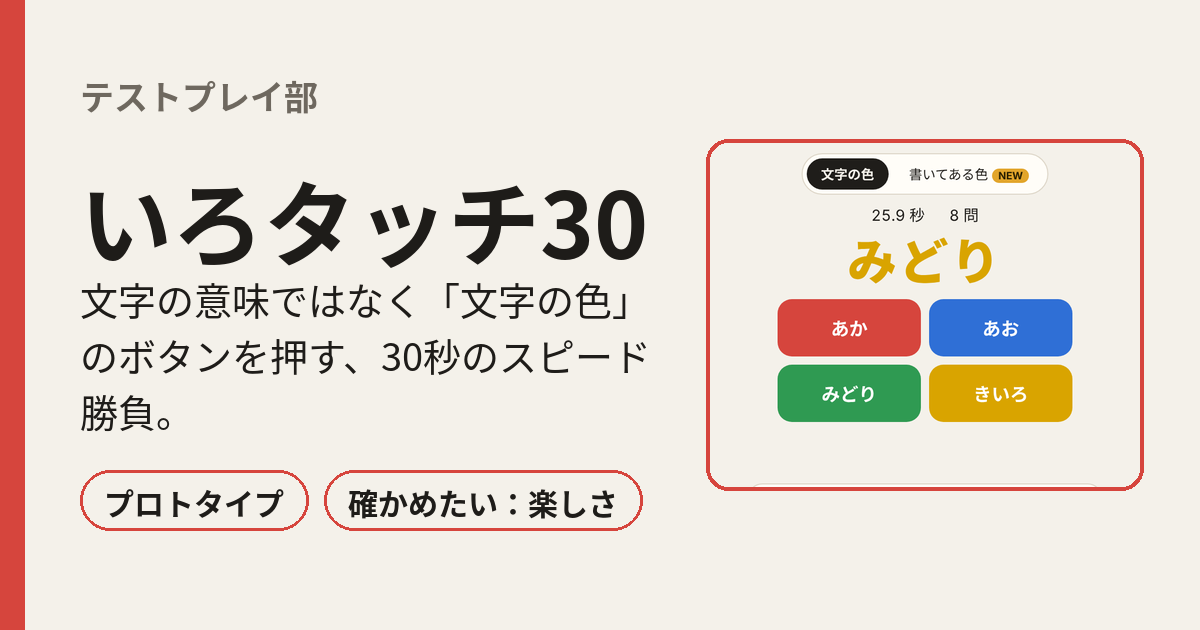 テストプレイ部
いろタッチ30
文字の意味ではなく「文字の色」
のボタンを押す、30秒のスピード
勝負。
プロトタイプ
確かめたい：楽しさ
文字の色
書いてある色 NEW
25.9 秒 8 問
みどり
あか
あお
みどり
きいろ